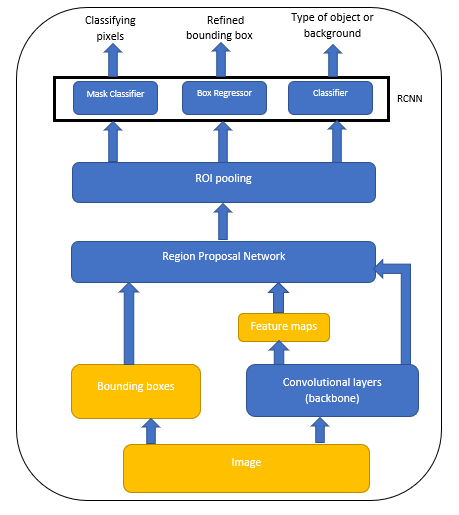 Classifying
pixels
Refined
bounding box
Type of object or
background
Mask Classifier
Box Regressor
Classifier
RCNN
ROI pooling
Region Proposal Network
Feature maps
Bounding boxes
Convolutional layers
(backbone)
Image